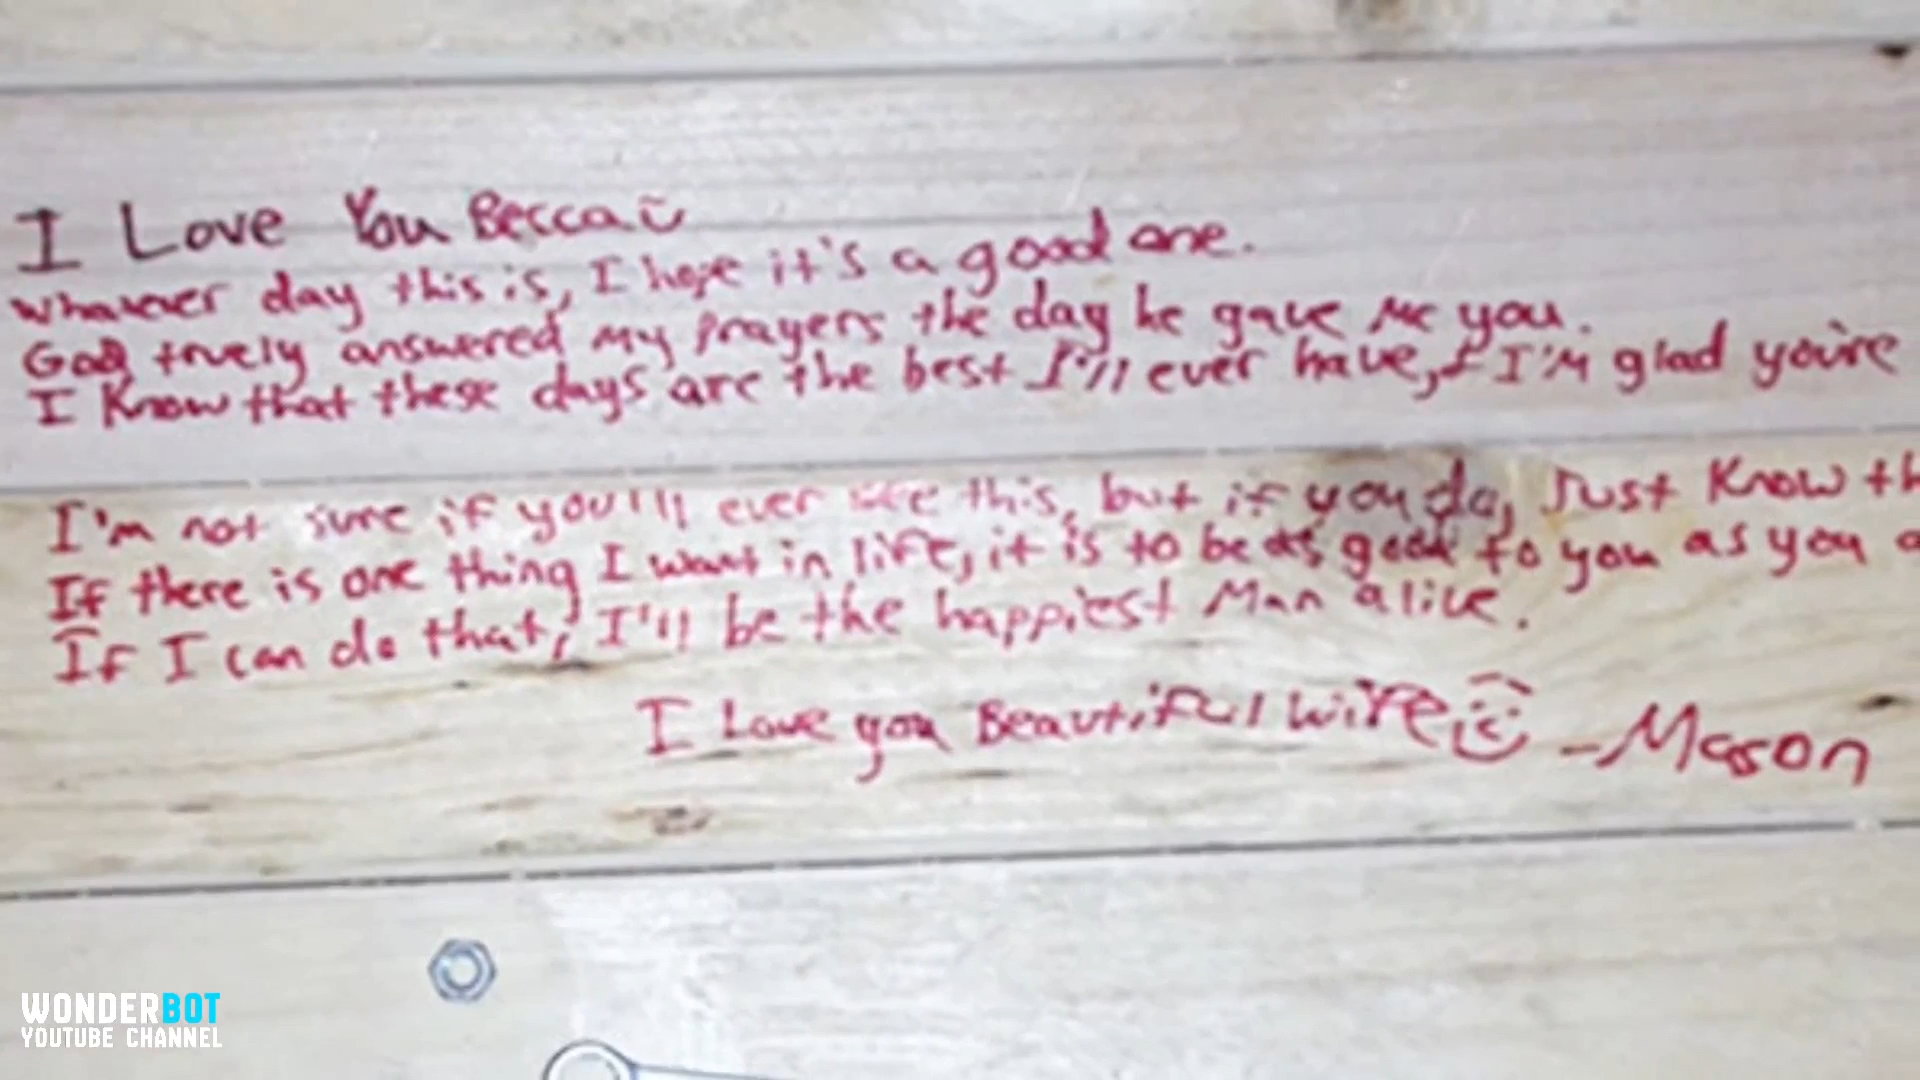 I Love You Becca
Whatever day this is, I hope it's a good one.
God truely answered my prayers the day he gave me you.
I know that these days are the best I'll ever have, & I'm glad you're
I'm not sure if you'll ever see this, but if you do, Just Know th
If there is one thing I want in life, it is to be as good to you as you a
If I can do that, I'll be the happiest Man alive.
I Love you Beautiful wife
-Mason
WONDERBOT
YOUTUBE CHANNEL